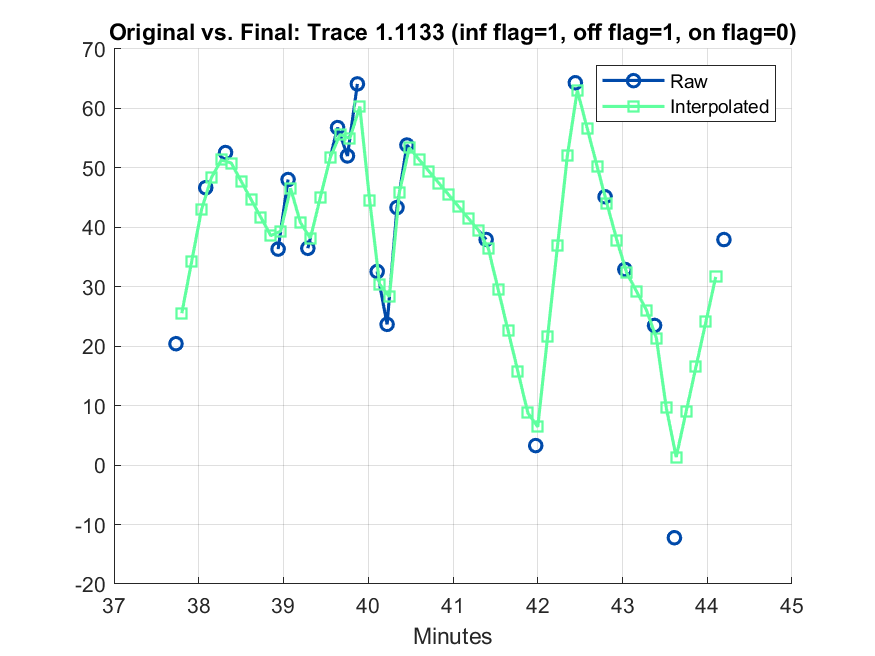 Original vs. Final: Trace 1.1133 (inf flag=1, off flag=1, on flag=0)
Raw
Interpolated
70
60
50
40
30
20
10
0
-10
-20
37 38 39 40 41 42 43 44 45
Minutes